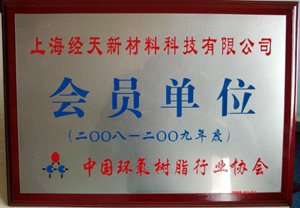 上海经天新材料科技有限公司
会员单位
(二〇〇八—二〇〇九年度)
中国环氧树脂行业协会